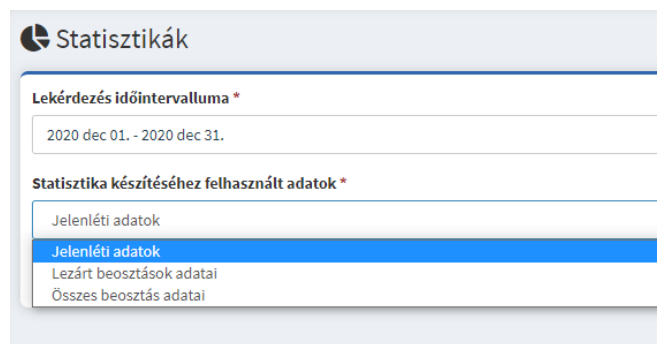 Statisztikák
Lekérdezés időintervalluma *
2020 dec 01. - 2020 dec 31.
Statisztika készítéséhez felhasznált adatok *
Jelenléti adatok
Jelenléti adatok
Lezárt beosztások adatai
Összes beosztás adatai